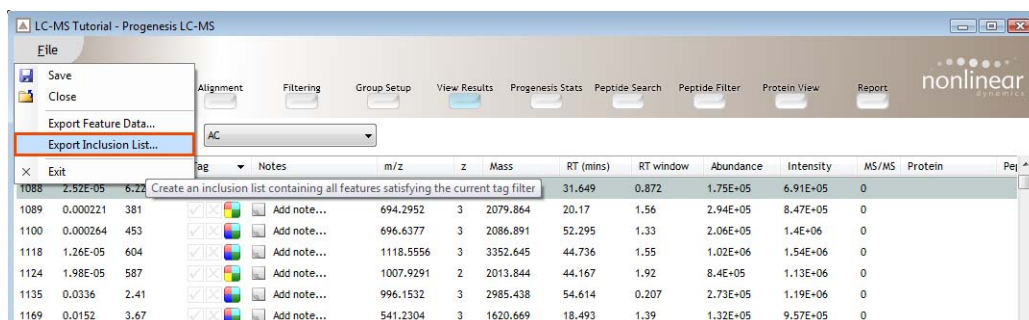 LC-MS Tutorial - Progenesis LC-MS
File
nonlinear
dynamics
Save
Close
Export Feature Data...
Export Inclusion List...
Exit
Alignment Filtering Group Setup View Results Progenesis Stats Peptide Search Peptide Filter Protein View Report
AC
Tag Notes m/z z Mass RT (mins) RT window Abundance Intensity MS/MS Protein
Create an inclusion list containing all features satisfying the current tag filter
1088 2.52E-05 6.22 31.649 0.872 1.75E+05 6.91E+05 0
1089 0.000221 381 Add note... 694.2952 3 2079.864 20.17 1.56 2.94E+05 8.47E+05 0
1100 0.000264 453 Add note... 696.6377 3 2086.891 52.295 1.33 2.06E+05 1.4E+06 0
1118 1.26E-05 604 Add note... 1118.5556 3 3352.645 44.736 1.55 1.02E+06 1.54E+06 0
1124 1.98E-05 587 Add note... 1007.9291 2 2013.844 44.167 1.92 8.4E+05 1.13E+06 0
1135 0.0336 2.41 Add note... 996.1532 3 2985.438 54.614 0.207 2.73E+05 1.19E+06 0
1169 0.0152 3.67 Add note... 541.2304 3 1620.669 18.493 1.39 1.32E+05 9.57E+05 0